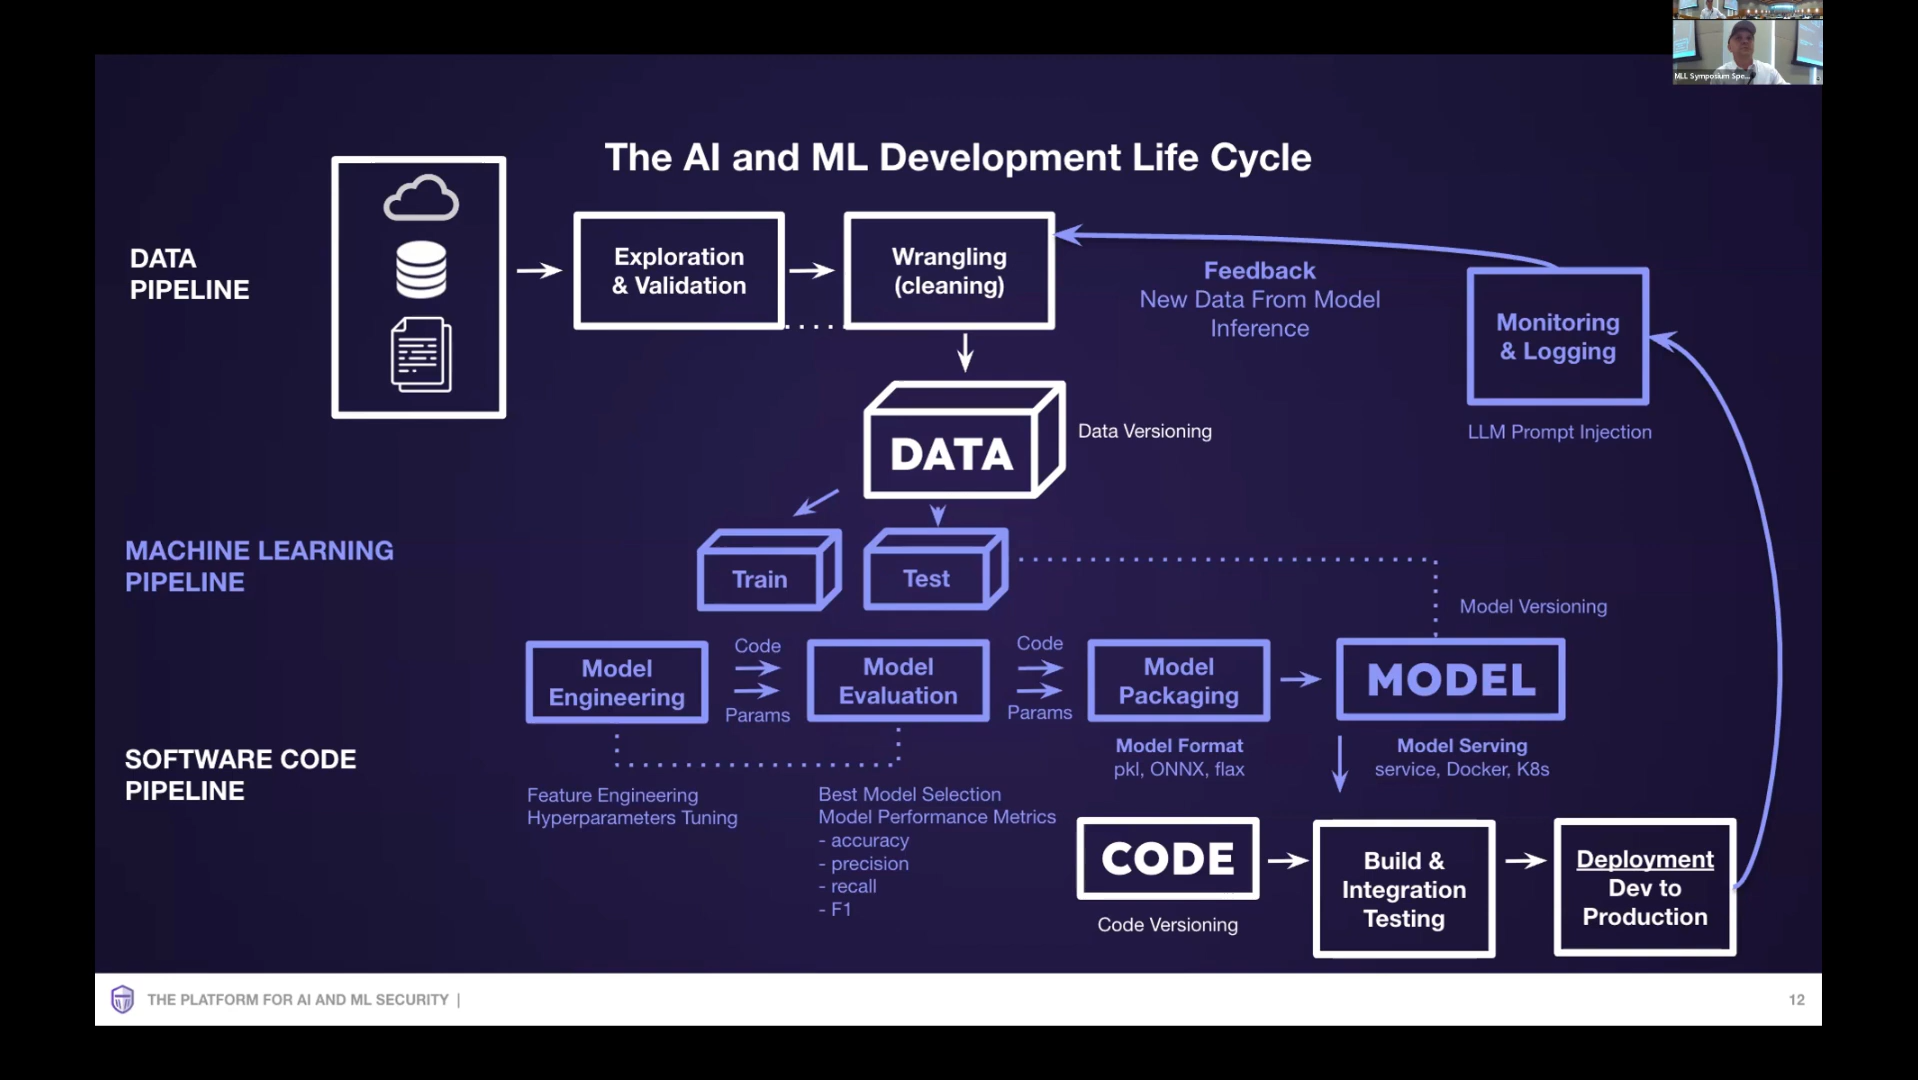 MLL Symposium Spe...
The AI and ML Development Life Cycle
DATA
PIPELINE
Exploration
& Validation
Wrangling
(cleaning)
Feedback
New Data From Model
Inference
Monitoring
& Logging
LLM Prompt Injection
DATA
Data Versioning
MACHINE LEARNING
PIPELINE
Train
Test
Model Versioning
Model
Engineering
Code
Params
Model
Evaluation
Code
Params
Model
Packaging
MODEL
Model Format
pkl, ONNX, flax
Model Serving
service, Docker, K8s
SOFTWARE CODE
PIPELINE
Feature Engineering
Hyperparameters Tuning
Best Model Selection
Model Performance Metrics
- accuracy
- precision
- recall
- F1
CODE
Code Versioning
Build &
Integration
Testing
Deployment
Dev to
Production
THE PLATFORM FOR AI AND ML SECURITY |
12